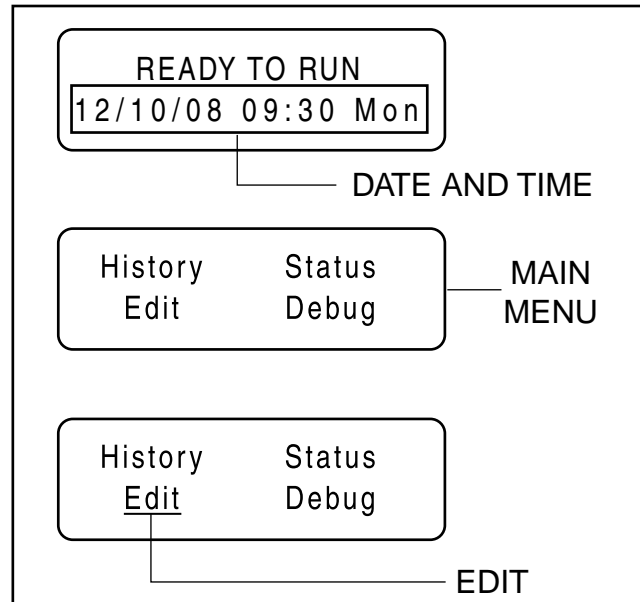 READY TO RUN
12/10/08 09:30 Mon
DATE AND TIME
History Status
Edit Debug
MAIN
MENU
History Status
Edit Debug
EDIT